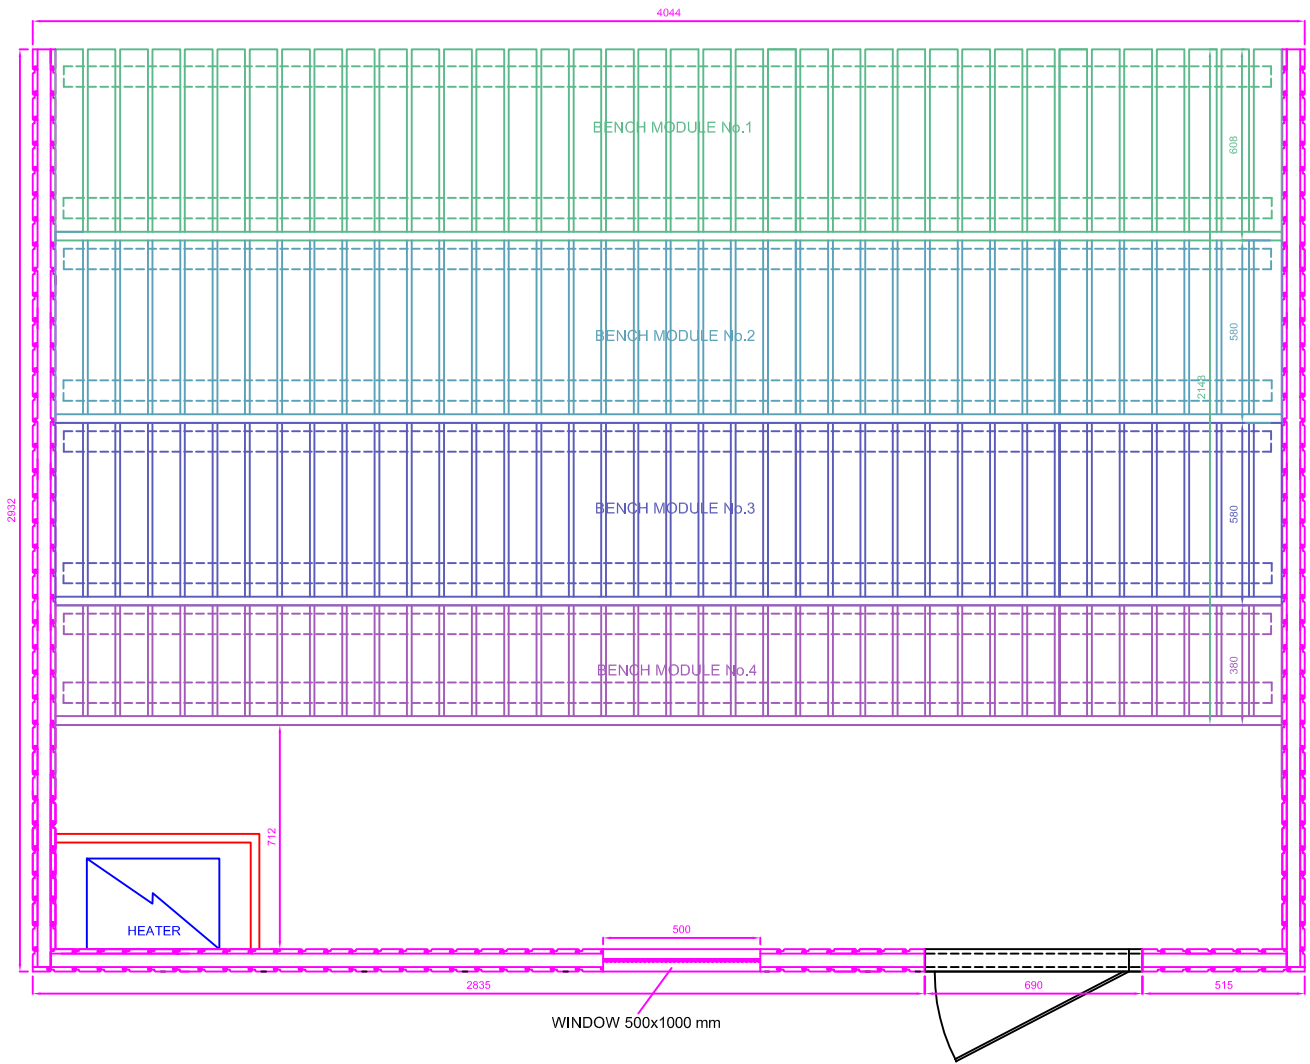 4044
BENCH MODULE No.1
608
BENCH MODULE No.2
580
2148
2932
BENCH MODULE No.3
580
BENCH MODULE No.4
380
712
HEATER
500
2835
690
515
WINDOW 500x1000 mm